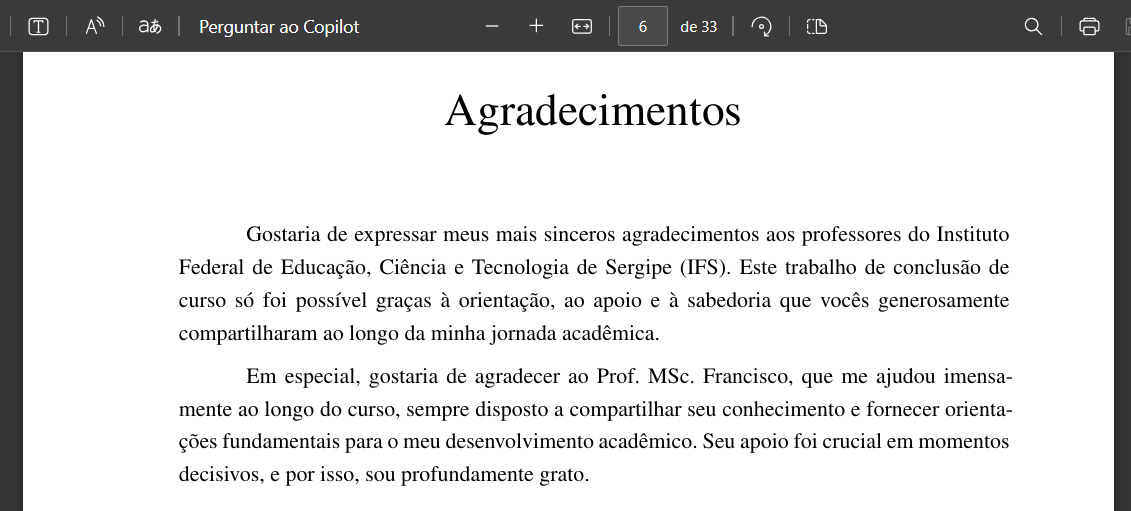 Perguntar ao Copilot
6 de 33
Agradecimentos
Gostaria de expressar meus mais sinceros agradecimentos aos professores do Instituto
Federal de Educação, Ciência e Tecnologia de Sergipe (IFS). Este trabalho de conclusão de
curso só foi possível graças à orientação, ao apoio e à sabedoria que vocês generosamente
compartilharam ao longo da minha jornada acadêmica.
Em especial, gostaria de agradecer ao Prof. MSc. Francisco, que me ajudou imensa-
mente ao longo do curso, sempre disposto a compartilhar seu conhecimento e fornecer orienta-
ções fundamentais para o meu desenvolvimento acadêmico. Seu apoio foi crucial em momentos
decisivos, e por isso, sou profundamente grato.